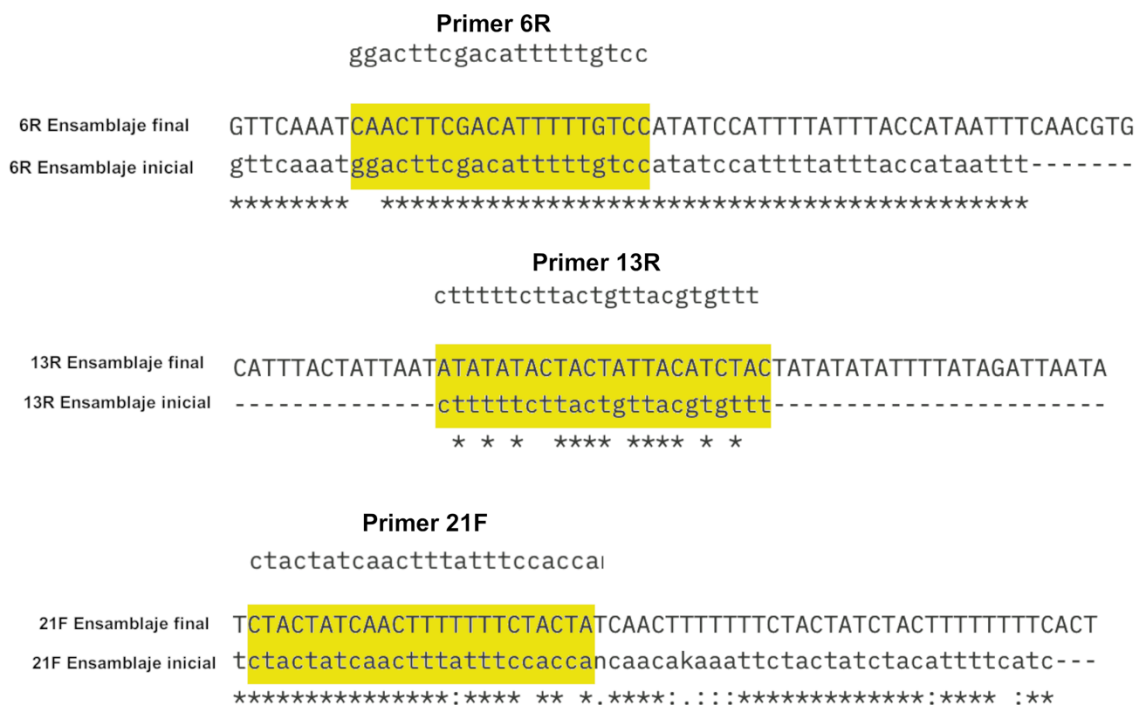 Primer 6R
ggacttcgacatttttgtcc
6R Ensamblaje final GTTCAAATCAACTTCGACATTTTTGTCCATATCCATTTTATTTACCATAATTTCAACGTG
6R Ensamblaje inicial gttcaaatggacttcgacatttttgtccatatccattttatttaccataattt-------
******** *******************************************
Primer 13R
ctttttcttactgttacgtgttt
13R Ensamblaje final CATTTACTATTAATATATATACTACTATTACATCTACTATATATATTTTATAGATTAATA
13R Ensamblaje inicial --------------ctttttcttactgttacgtgttt-----------------------
* * * **** **** * *
Primer 21F
ctactatcaactttatttccacca
21F Ensamblaje final TCTACTATCAACTTTTTTTCTACTATCAACTTTTTTTCTACTATCTACTTTTTTTTCACT
21F Ensamblaje inicial tctactatcaactttatttccaccancaacakaaattctactatctacattttcatc---
***************:**** ** *.****:.:::*************:**** :**